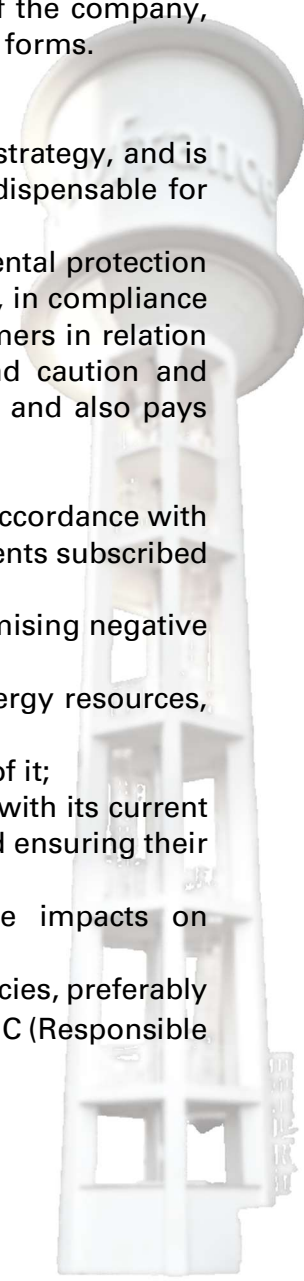 f the company,
forms.
strategy, and is
dispensable for
ental protection
, in compliance
mers in relation
nd caution and
and also pays
ccordance with
ents subscribed
mising negative
ergy resources,
of it;
with its current
d ensuring their
e impacts on
cies, preferably
C (Responsible